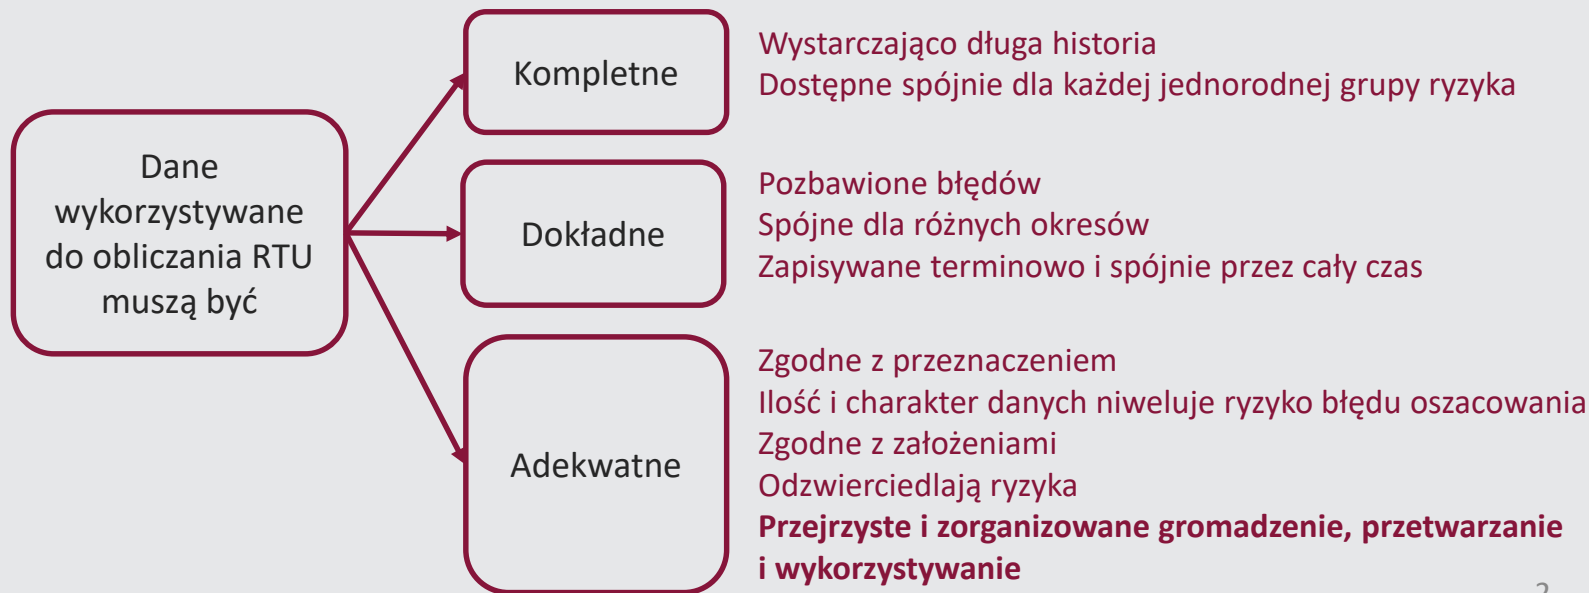 Dane
wykorzystywane
do obliczania RTU
muszą być
Kompletne
Wystarczająco długa historia
Dostępne spójnie dla każdej jednorodnej grupy ryzyka
Dokładne
Pozbawione błędów
Spójne dla różnych okresów
Zapisywane terminowo i spójnie przez cały czas
Adekwatne
Zgodne z przeznaczeniem
Ilość i charakter danych niweluje ryzyko błędu oszacowania
Zgodne z założeniami
Odzwierciedlają ryzyka
Przejrzyste i zorganizowane gromadzenie, przetwarzanie
i wykorzystywanie